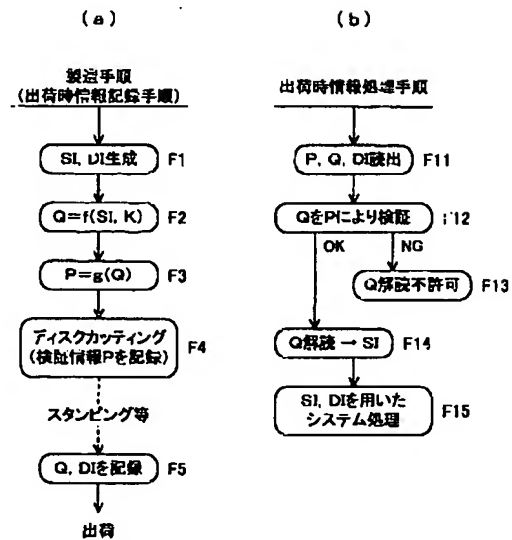 (a)
製造手順
(出荷時情報記録手順)
SI, DI生成 F1
Q=f(SI, K) F2
P=g(Q) F3
ディスクカッティング
(検証情報Pを記録) F4
スタンピング等
Q, DIを記録 F5
出荷
(b)
出荷時情報処理手順
P, Q, DI読出 F11
QをPにより検証 F12
OK NG
Q解読不許可 F13
Q解読 → SI F14
SI, DIを用いた
システム処理 F15